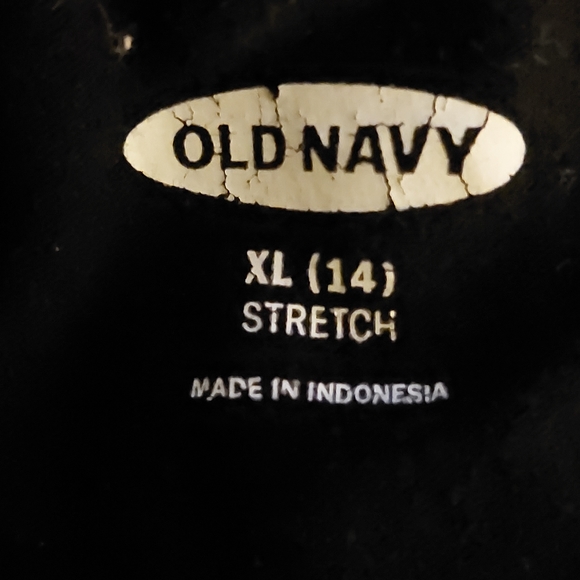 OLD NAVY
XL (14)
STRETCH
MADE IN INDONESIA